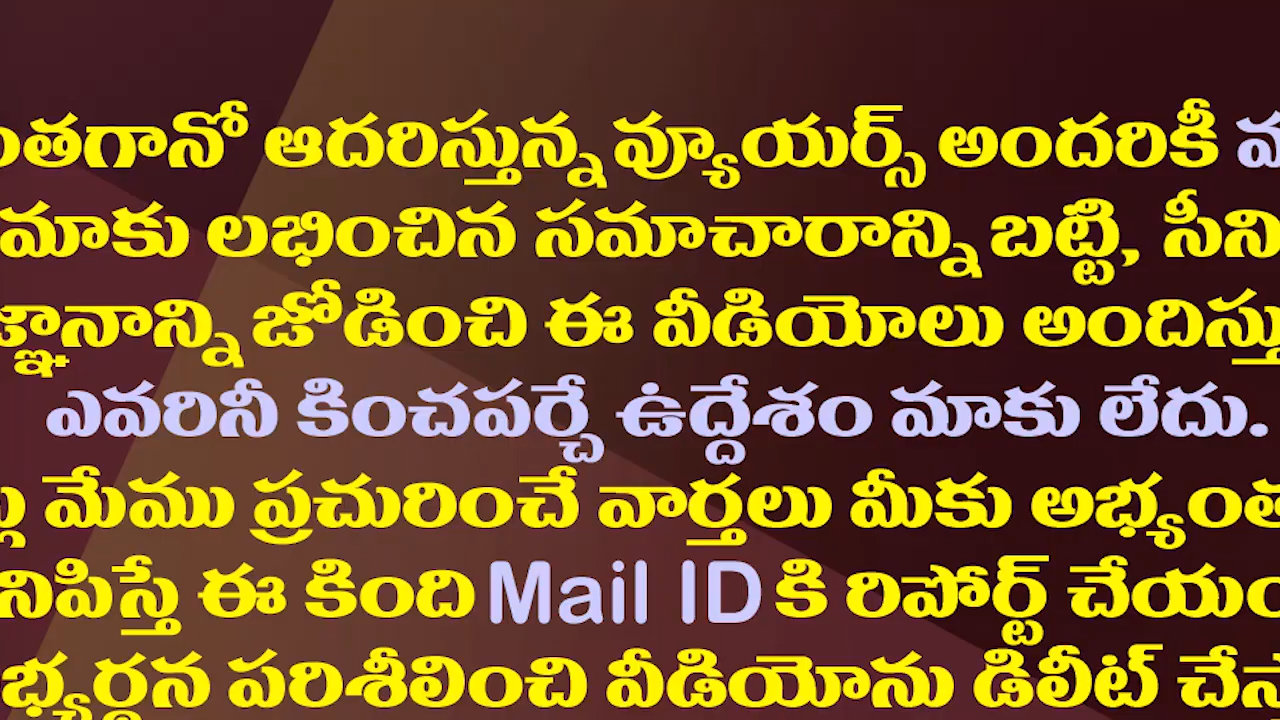 ఆదరిస్తున్న వ్యూయర్స్ అందరికీ
మాకు లభించిన సమాచారాన్ని బట్టి,
జోడించి ఈ వీడియోలు
ఎవరినీ కించపర్చే ఉద్దేశం మాకు లేదు.
మేము ప్రచురించే వార్తలు మీకు
ఈ కింది Mail ID కి రిపోర్ట్
పరిశీలించి వీడియోను డిలీట్